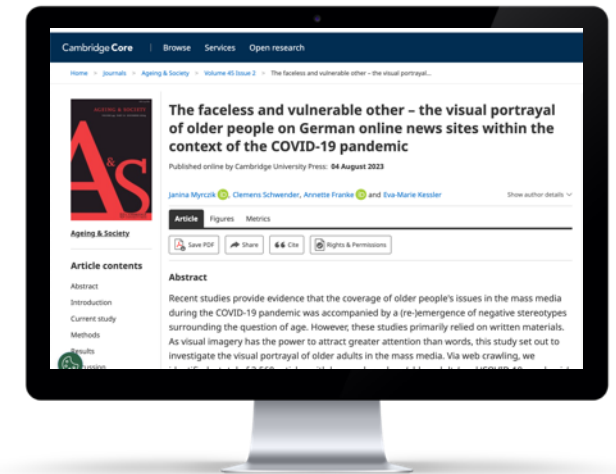 Cambridge Core | Browse Services Open research
Home > Journals > Ageing & Society > Volume 45 Issue 2 > The faceless and vulnerable other – the visual portrayal...
AGEING & SOCIETY
A&S
Ageing & Society
Article contents
Abstract
Introduction
Current study
Methods
Results
The faceless and vulnerable other – the visual portrayal
of older people on German online news sites within the
context of the COVID-19 pandemic
Published online by Cambridge University Press: 04 August 2023
Janina Myrczik iD, Clemens Schwender, Annette Franke iD and Eva-Marie Kessler
Show author details
Article Figures Metrics
Save PDF Share Cite Rights & Permissions
Abstract
Recent studies provide evidence that the coverage of older people's issues in the mass media
during the COVID-19 pandemic was accompanied by a (re-)emergence of negative stereotypes
surrounding the question of age. However, these studies primarily relied on written materials.
As visual imagery has the power to attract greater attention than words, this study set out to
investigate the visual portrayal of older adults in the mass media. Via web crawling, we